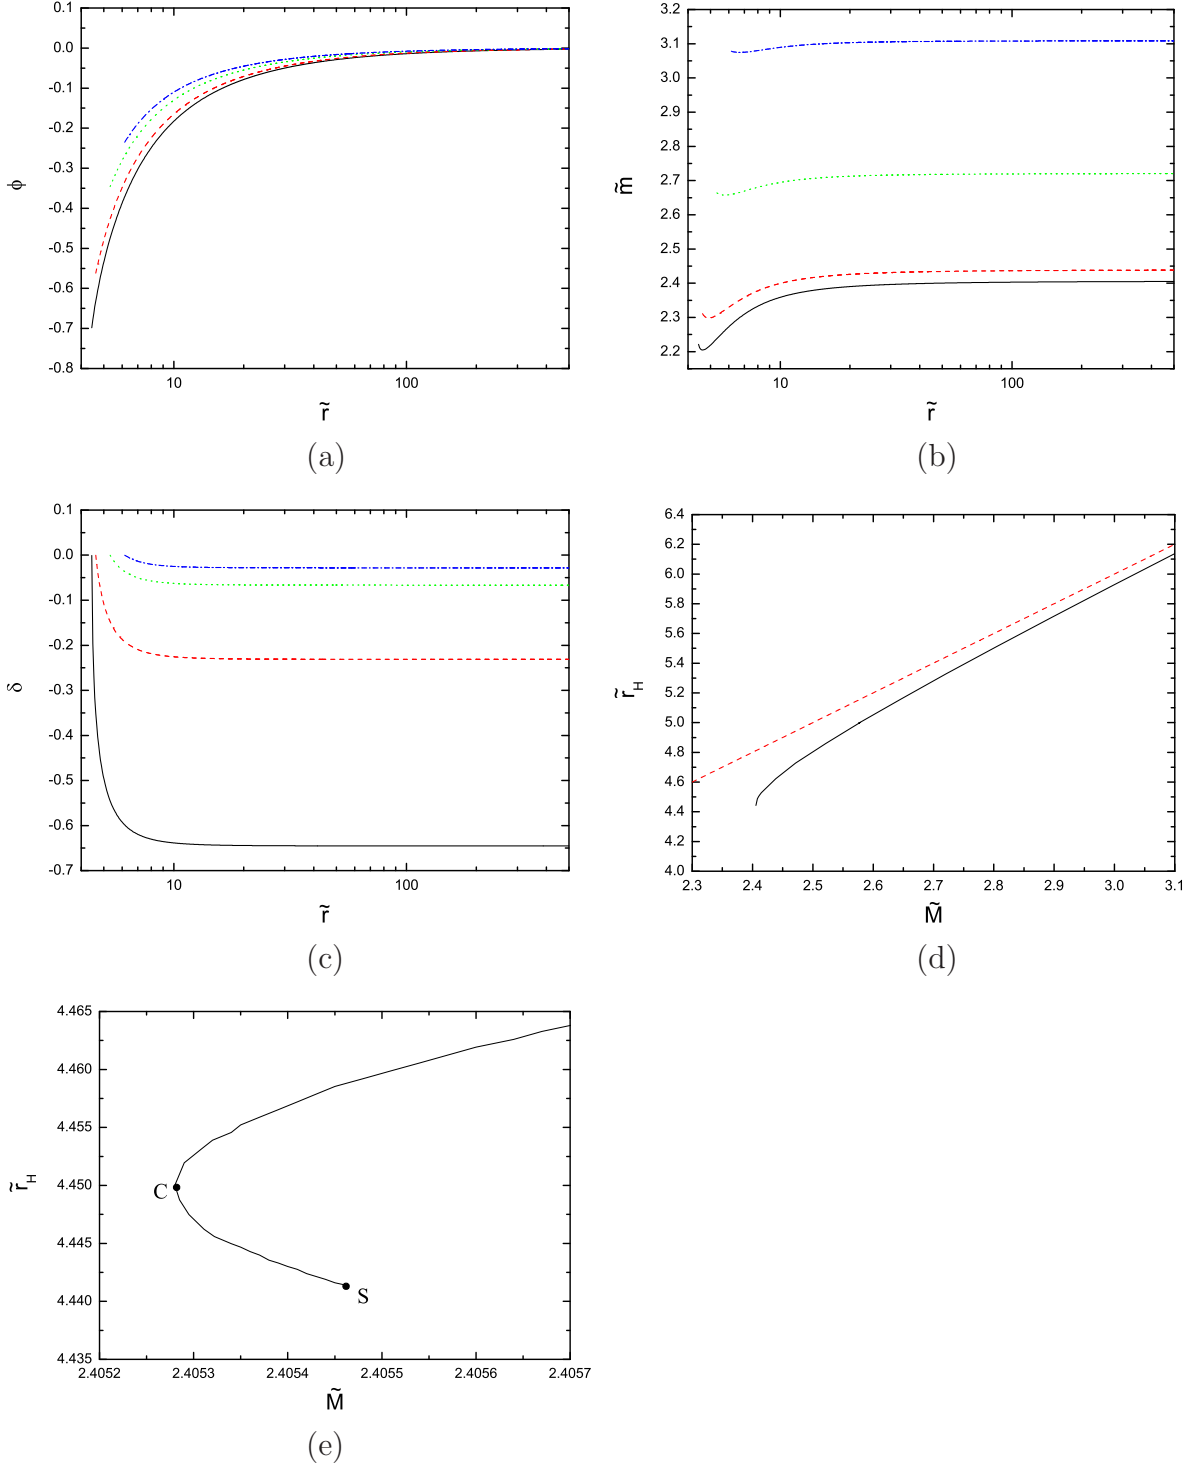 0.1
0.0
-0.1
-0.2
-0.3
-0.4
-0.5
-0.6
-0.7
-0.8
ϕ
10 100
r̃
(a)
3.2
3.1
3.0
2.9
2.8
2.7
2.6
2.5
2.4
2.3
2.2
m̃
10 100
r̃
(b)
0.1
0.0
-0.1
-0.2
-0.3
-0.4
-0.5
-0.6
-0.7
δ
10 100
r̃
(c)
6.4
6.2
6.0
5.8
5.6
5.4
5.2
5.0
4.8
4.6
4.4
4.2
4.0
r̃_H
2.3 2.4 2.5 2.6 2.7 2.8 2.9 3.0 3.1
M̃
(d)
4.465
4.460
4.455
4.450
4.445
4.440
4.435
r̃_H
C
S
2.4052 2.4053 2.4054 2.4055 2.4056 2.4057
M̃
(e)